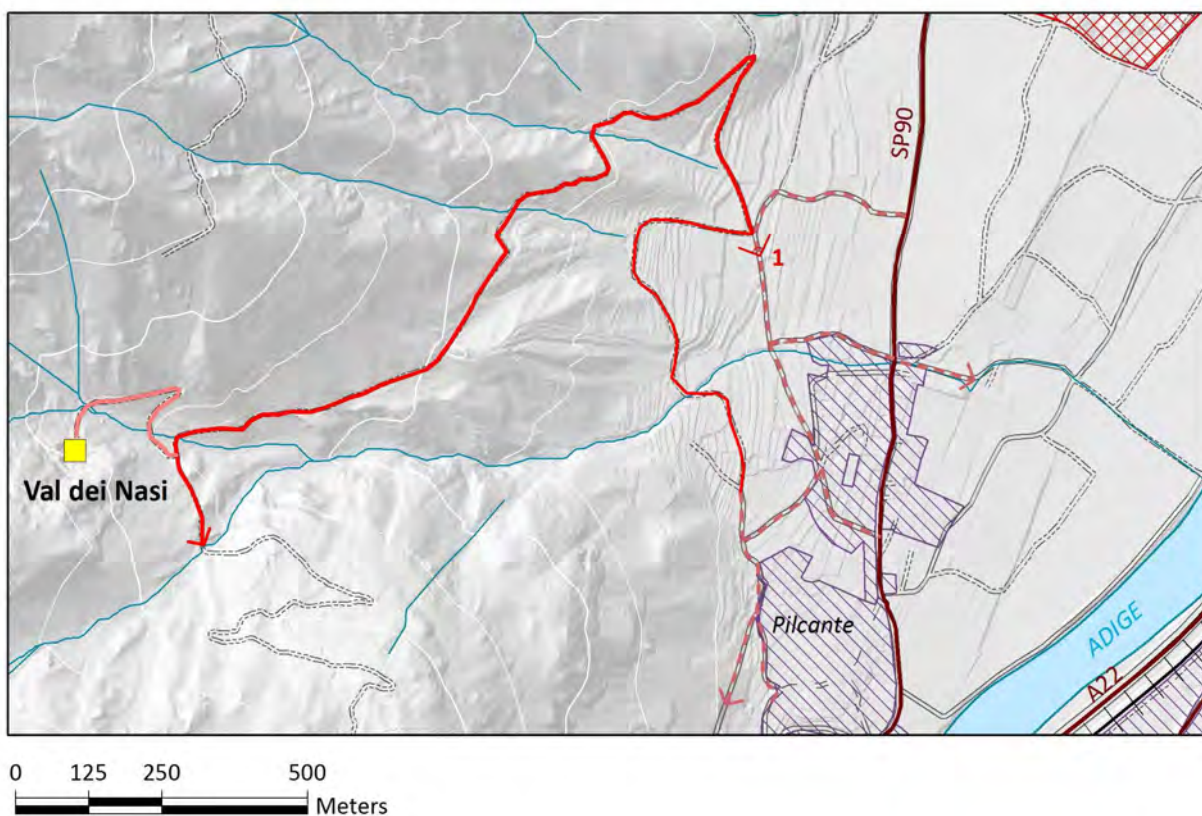 SP90
1
Val dei Nasi
Pilcante
ADIGE
A22
0 125 250 500
Meters